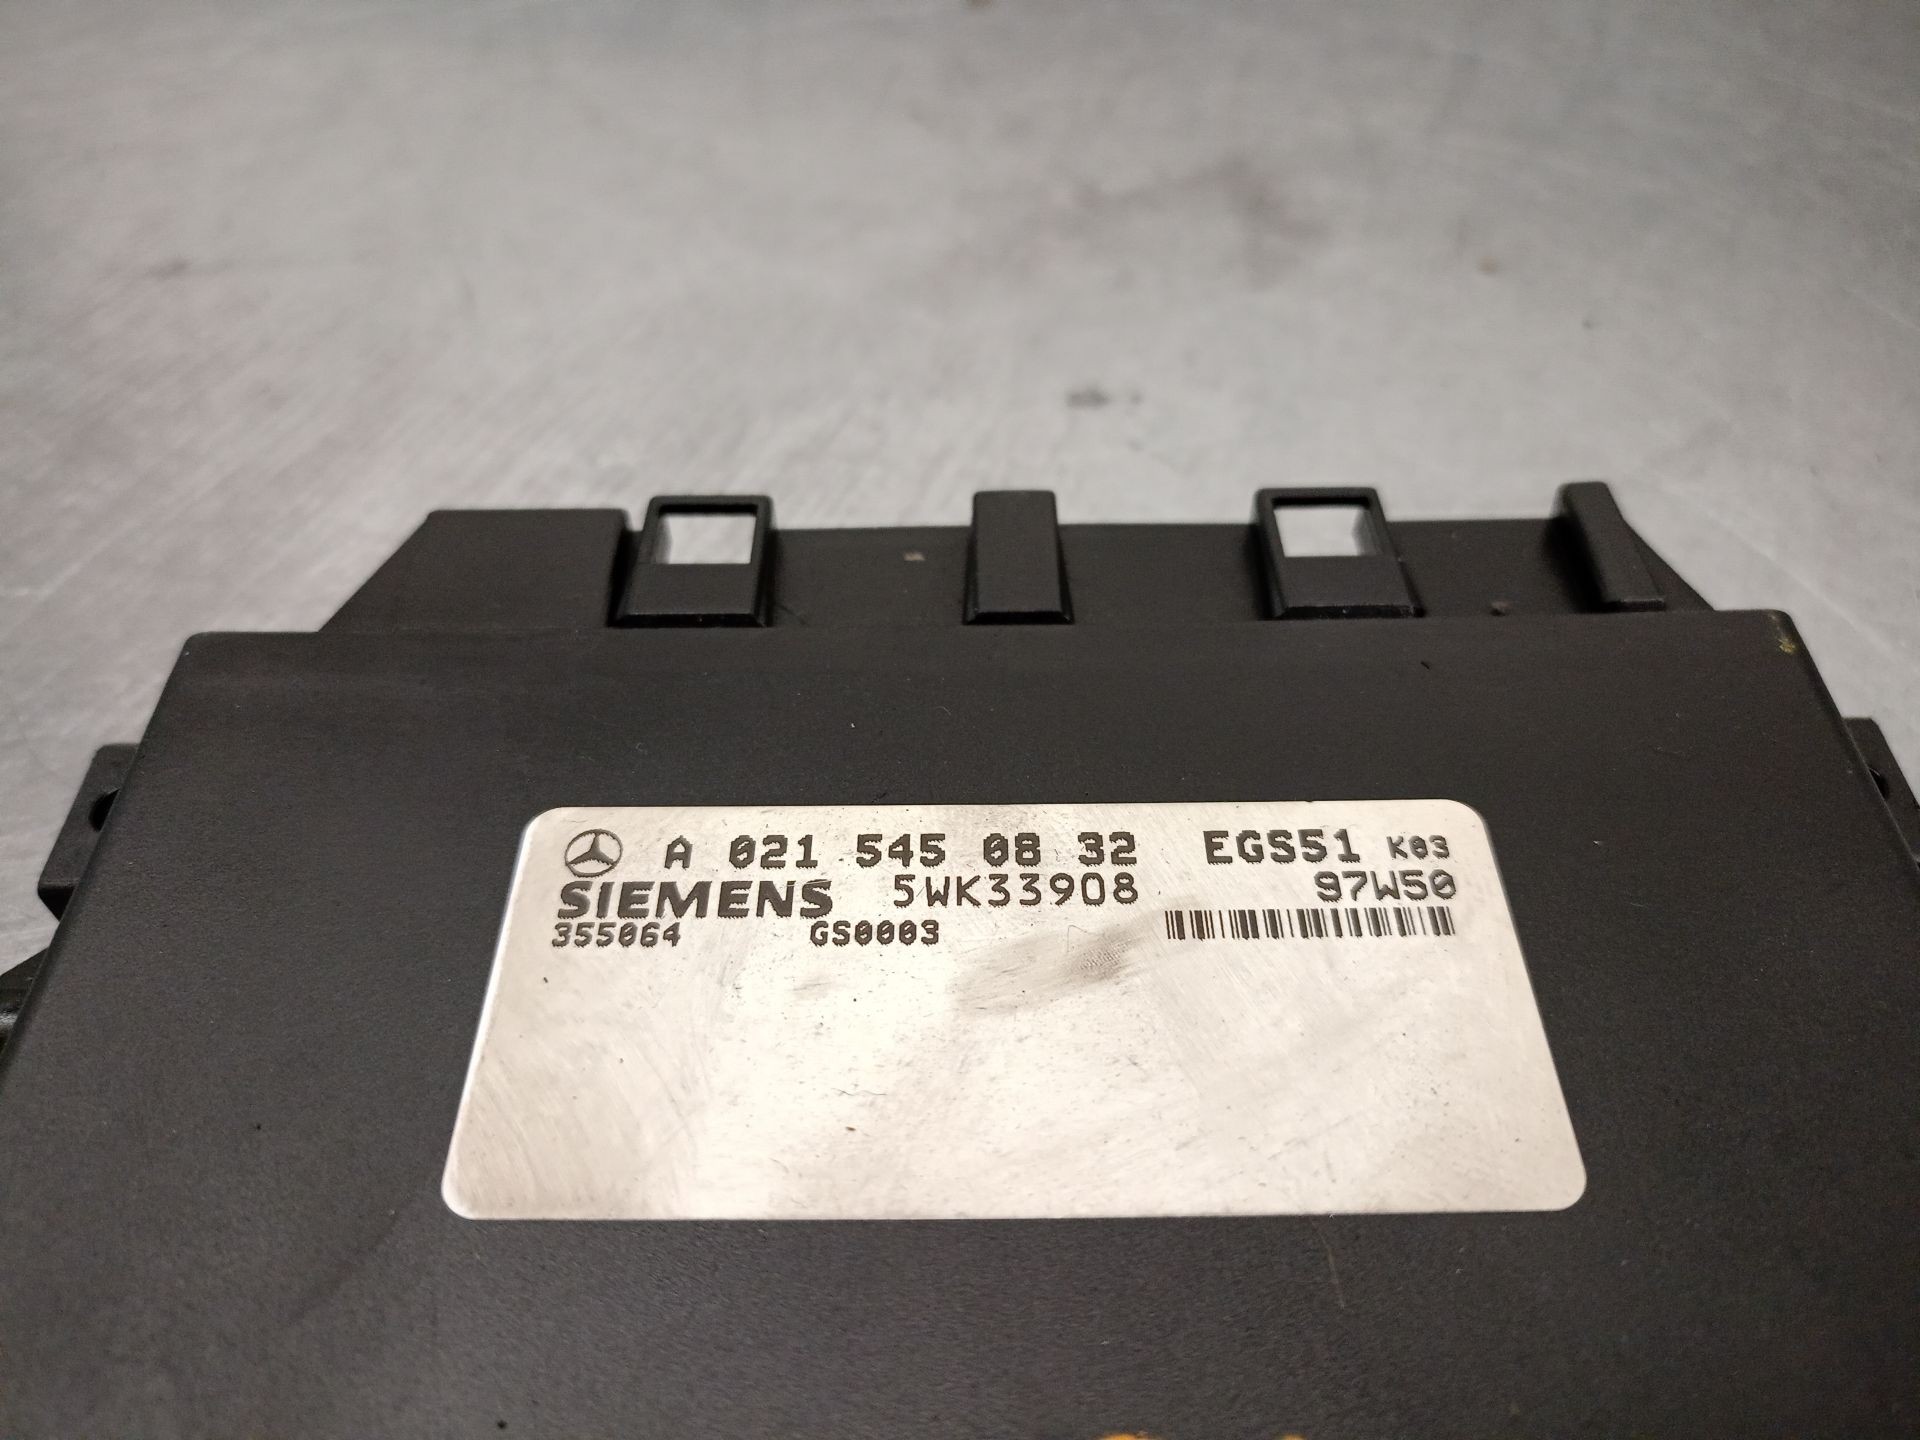 A 021 545 08 32 EGS51 K03
SIEMENS 5WK33908 97W50
355064 GS0003